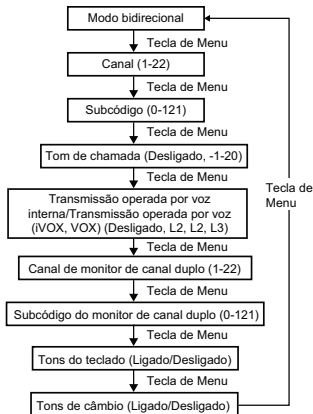 Modo bidirecional
Tecla de Menu
Canal (1-22)
Tecla de Menu
Subcódigo (0-121)
Tecla de Menu
Tom de chamada (Desligado, -1-20)
Tecla de Menu
Transmissão operada por voz
interna/Transmissão operada por voz
(iVOX, VOX) (Desligado, L2, L2, L3)
Tecla de Menu
Canal de monitor de canal duplo (1-22)
Tecla de Menu
Subcódigo do monitor de canal duplo (0-121)
Tecla de Menu
Tons do teclado (Ligado/Desligado)
Tecla de Menu
Tons de câmbio (Ligado/Desligado)
Tecla de
Menu